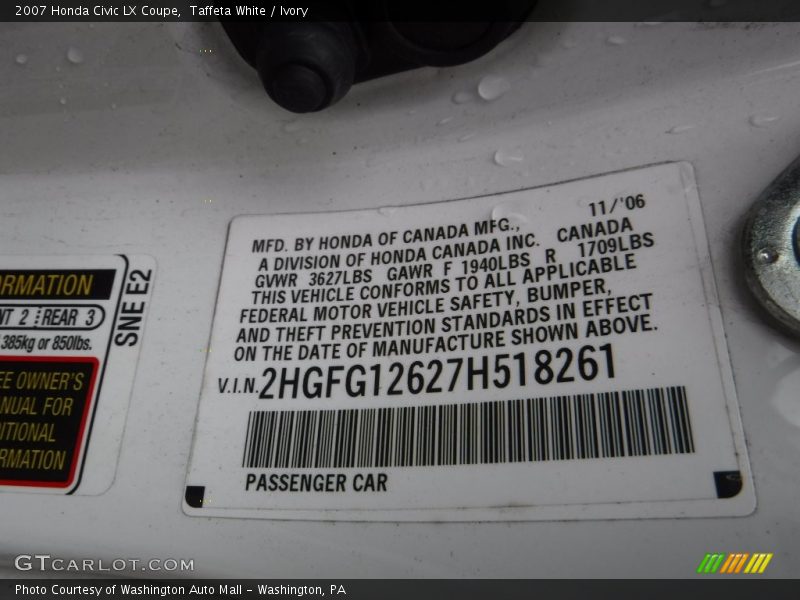 2007 Honda Civic LX Coupe,  Taffeta White / Ivory
11/'06
MFD. BY HONDA OF CANADA MFG.,
A DIVISION OF HONDA CANADA INC.  CANADA
GVWR 3627LBS GAWR F 1940LBS R 1709LBS
THIS VEHICLE CONFORMS TO ALL APPLICABLE
FEDERAL MOTOR VEHICLE SAFETY, BUMPER,
AND THEFT PREVENTION STANDARDS IN EFFECT
ON THE DATE OF MANUFACTURE SHOWN ABOVE.
V.I.N. 2HGFG12627H518261
PASSENGER CAR
SNE E2
ORMATION
NT 2 REAR 3
385kg or 850lbs.
EE OWNER'S
ANUAL FOR
DITIONAL
RMATION
GTCARLOT.COM
Photo Courtesy of Washington Auto Mall - Washington, PA